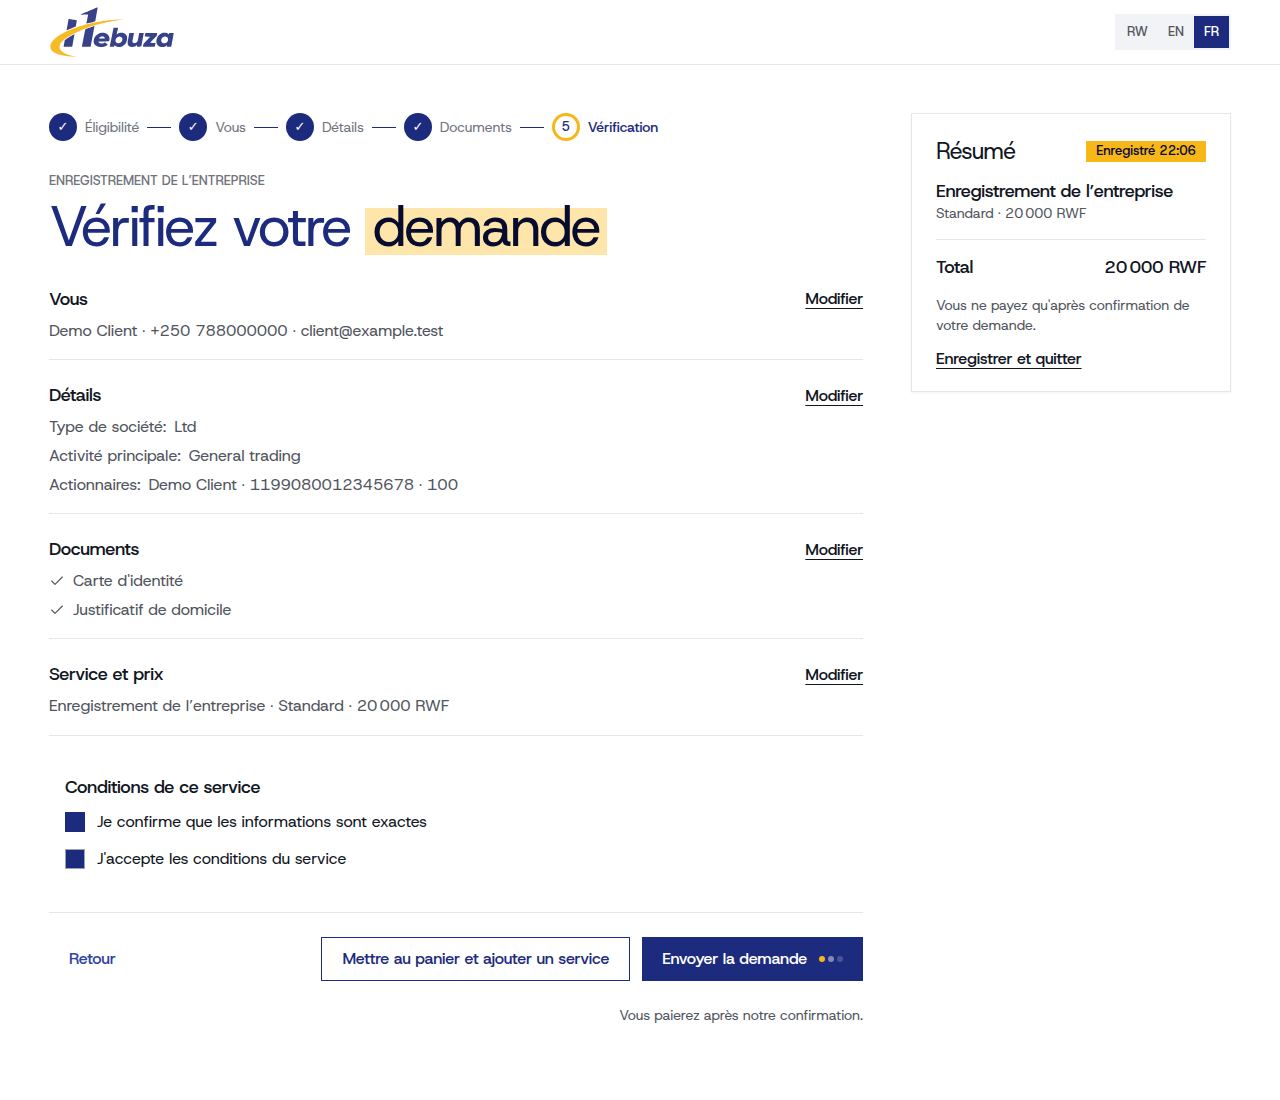 Hebuza
RW EN FR
✓ Éligibilité ✓ Vous ✓ Détails ✓ Documents 5 Vérification
ENREGISTREMENT DE L'ENTREPRISE
Vérifiez votre demande
Vous
Modifier
Demo Client · +250 788000000 · client@example.test
Détails
Modifier
Type de société: Ltd
Activité principale: General trading
Actionnaires: Demo Client · 1199080012345678 · 100
Documents
Modifier
✓ Carte d'identité
✓ Justificatif de domicile
Service et prix
Modifier
Enregistrement de l'entreprise · Standard · 20 000 RWF
Conditions de ce service
Je confirme que les informations sont exactes
J'accepte les conditions du service
Retour
Mettre au panier et ajouter un service
Envoyer la demande
Vous paierez après notre confirmation.
Résumé
Enregistré 22:06
Enregistrement de l'entreprise
Standard · 20 000 RWF
Total 20 000 RWF
Vous ne payez qu'après confirmation de
votre demande.
Enregistrer et quitter